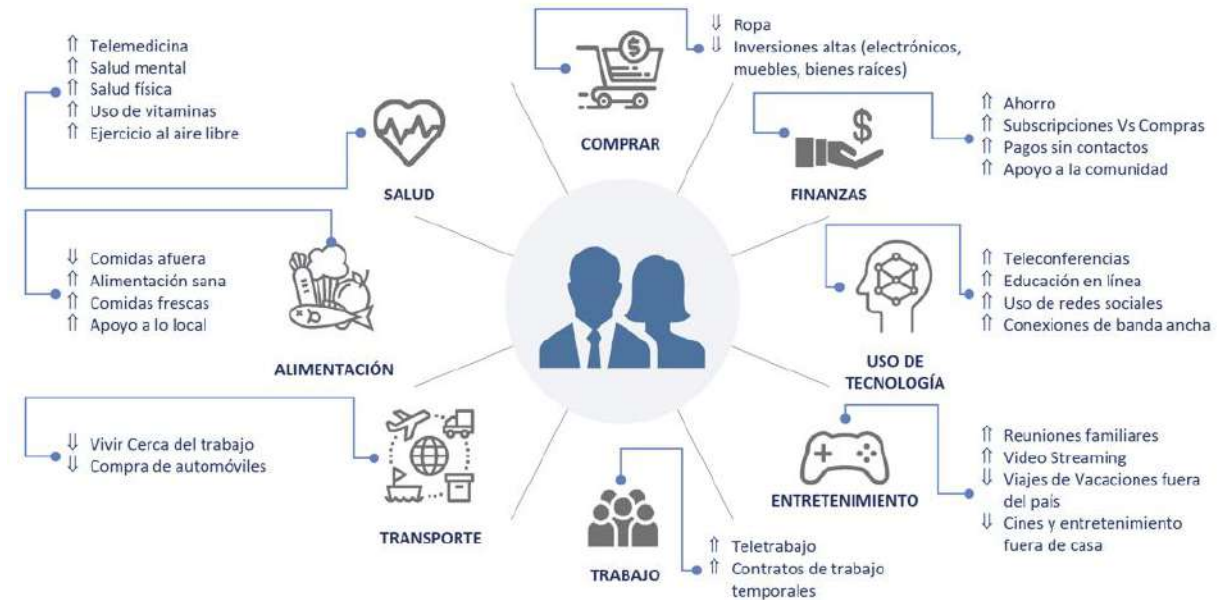 ⇑ Telemedicina
⇑ Salud mental
⇑ Salud física
⇑ Uso de vitaminas
⇑ Ejercicio al aire libre
SALUD
⇓ Ropa
⇓ Inversiones altas (electrónicos,
muebles, bienes raíces)
$
COMPRAR
⇑ Ahorro
⇑ Subscripciones Vs Compras
⇑ Pagos sin contactos
⇑ Apoyo a la comunidad
$
FINANZAS
⇓ Comidas afuera
⇑ Alimentación sana
⇑ Comidas frescas
⇑ Apoyo a lo local
ALIMENTACIÓN
⇑ Teleconferencias
⇑ Educación en línea
⇑ Uso de redes sociales
⇑ Conexiones de banda ancha
USO DE
TECNOLOGÍA
⇓ Vivir Cerca del trabajo
⇓ Compra de automóviles
TRANSPORTE
⇑ Reuniones familiares
⇑ Video Streaming
⇓ Viajes de Vacaciones fuera
del país
⇓ Cines y entretenimiento
fuera de casa
ENTRETENIMIENTO
⇑ Teletrabajo
⇑ Contratos de trabajo
temporales
TRABAJO